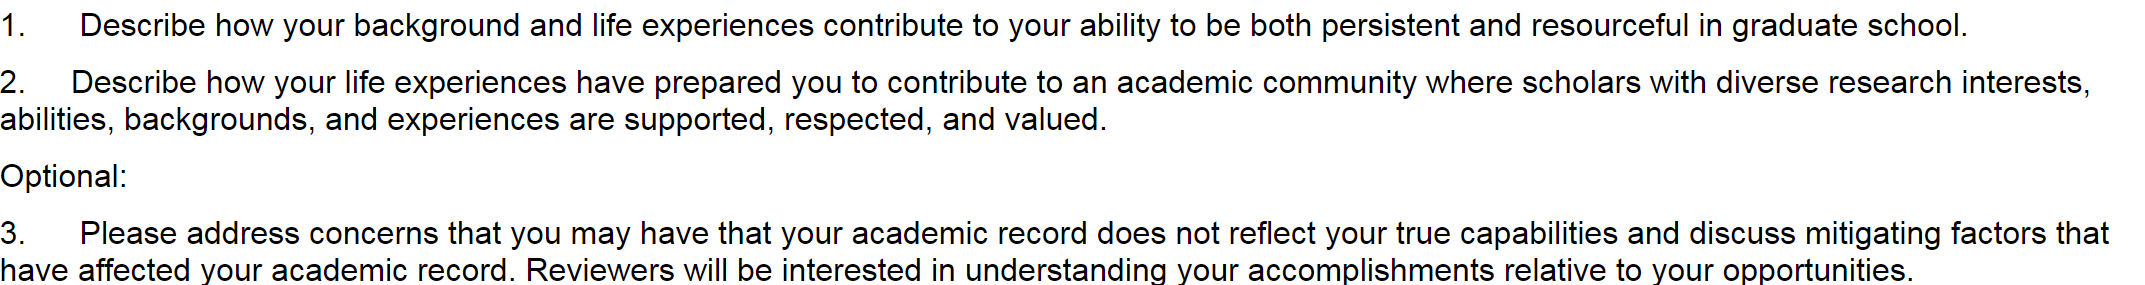 1. Describe how your background and life experiences contribute to your ability to be both persistent and resourceful in graduate school.
2. Describe how your life experiences have prepared you to contribute to an academic community where scholars with diverse research interests,
abilities, backgrounds, and experiences are supported, respected, and valued.
Optional:
3. Please address concerns that you may have that your academic record does not reflect your true capabilities and discuss mitigating factors that
have affected your academic record. Reviewers will be interested in understanding your accomplishments relative to your opportunities.